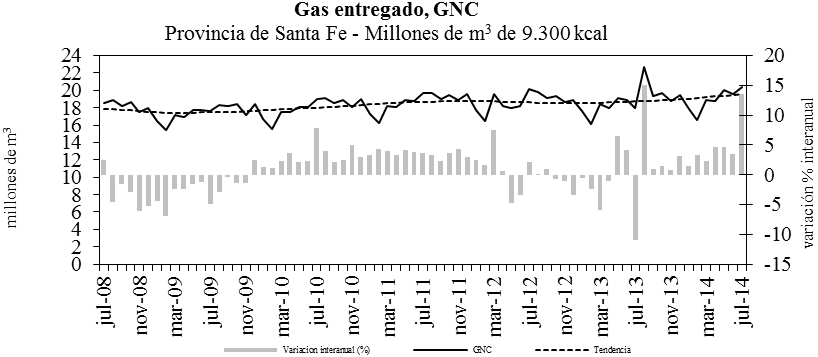 Gas entregado, GNC
Provincia de Santa Fe - Millones de m³ de 9.300 kcal
millones de m³
24
22
20
18
16
14
12
10
8
6
4
2
0
20
15
10
5
0
-5
-10
-15
variación % interanual
jul-08
nov-08
mar-09
jul-09
nov-09
mar-10
jul-10
nov-10
mar-11
jul-11
nov-11
mar-12
jul-12
nov-12
mar-13
jul-13
nov-13
mar-14
jul-14
Variacion interanual (%)
GNC
Tendencia